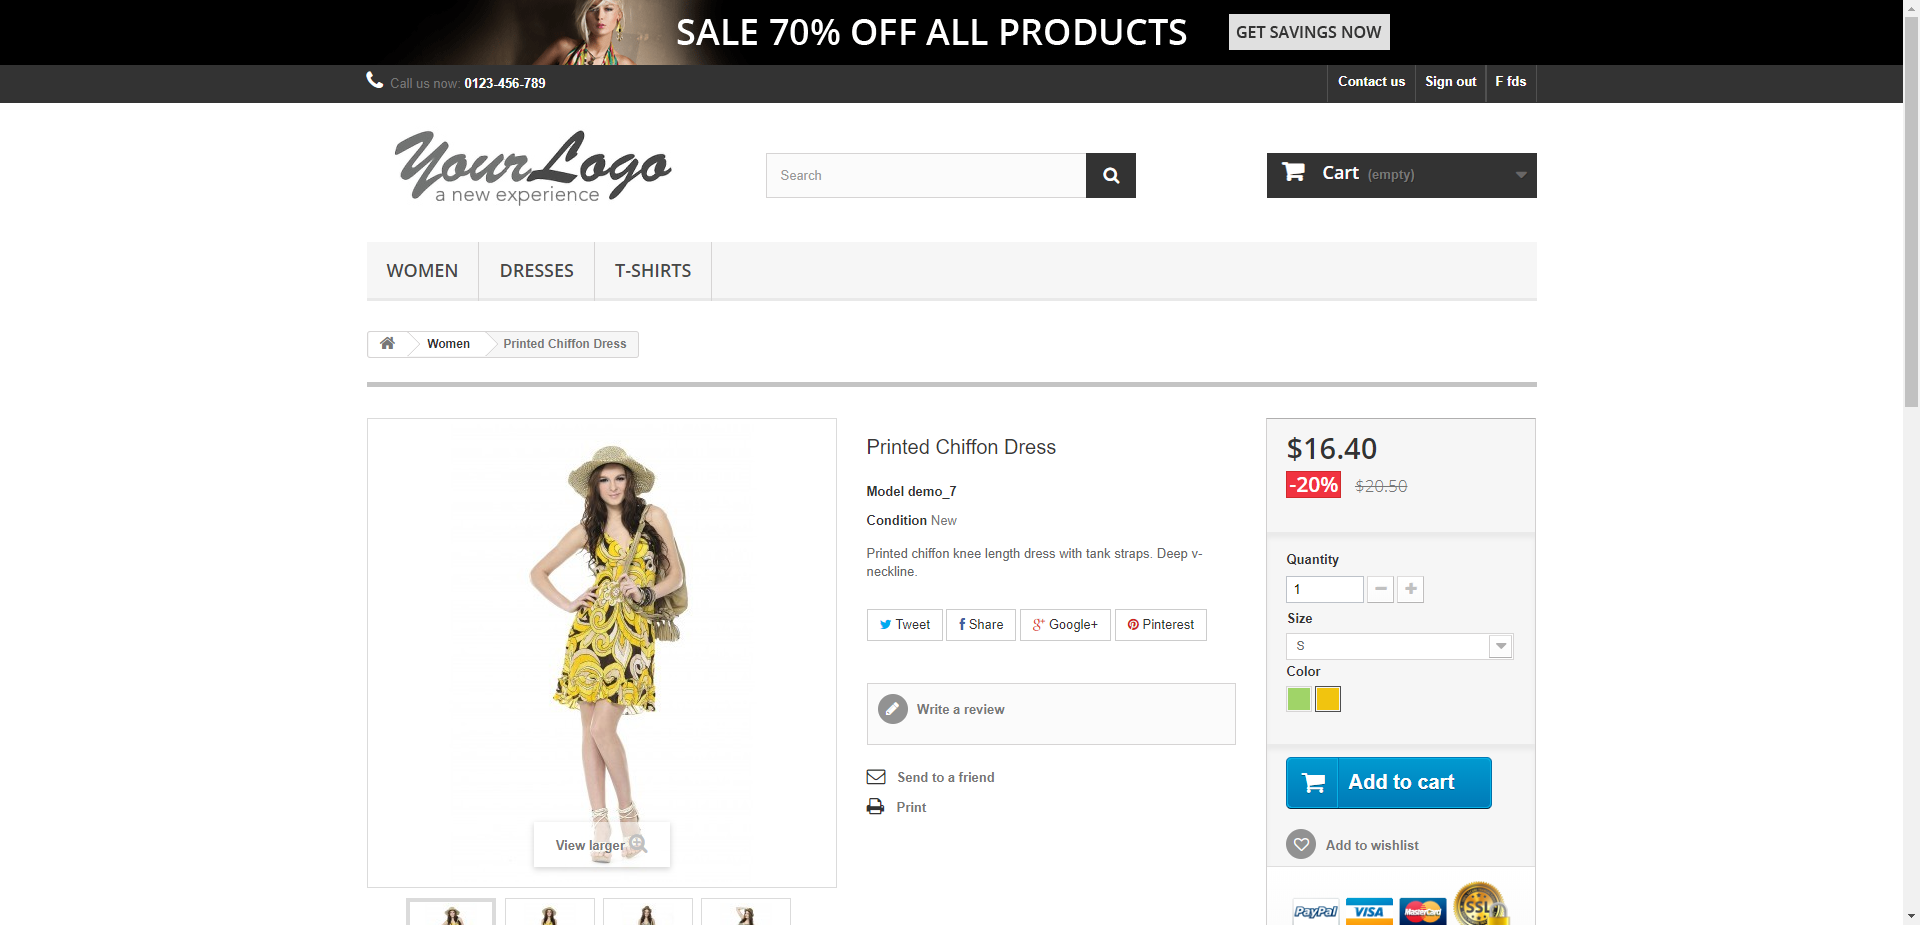 SALE 70% OFF ALL PRODUCTS
GET SAVINGS NOW
Call us now: 0123-456-789
Contact us
Sign out
F fds
YourLogo
a new experience
Search
Cart (empty)
WOMEN
DRESSES
T-SHIRTS
Women
Printed Chiffon Dress
View larger
Printed Chiffon Dress
Model demo_7
Condition New
Printed chiffon knee length dress with tank straps. Deep v-
neckline.
Tweet
Share
Google+
Pinterest
Write a review
Send to a friend
Print
$16.40
-20% $20.50
Quantity
1
Size
S
Color
Add to cart
Add to wishlist
PayPal
VISA
MasterCard
SSL